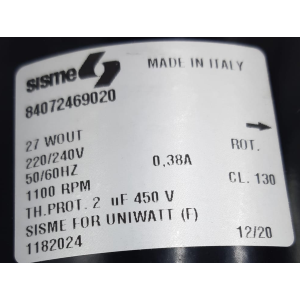 sisme MADE IN ITALY
84072469020
27 WOUT
220/240V ROT.
50/60HZ 0,38A
1100 RPM CL. 130
TH.PROT. 2 uF 450 V
SISME FOR UNIWATT (F)
1182024 12/20